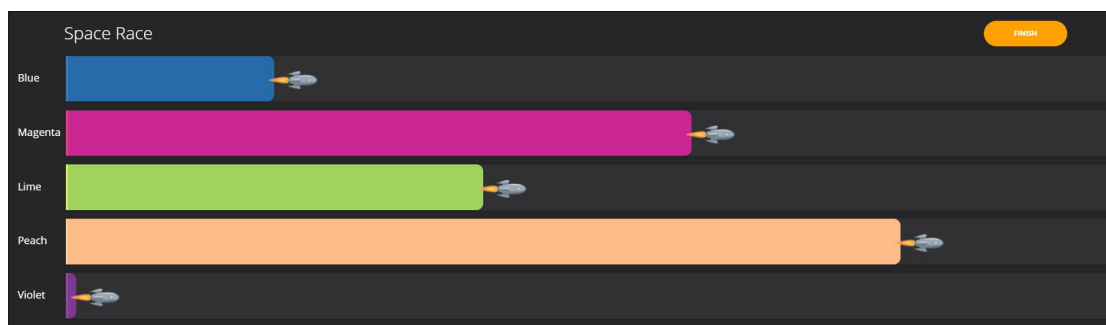 Space Race
FINISH
Blue
Magenta
Lime
Peach
Violet